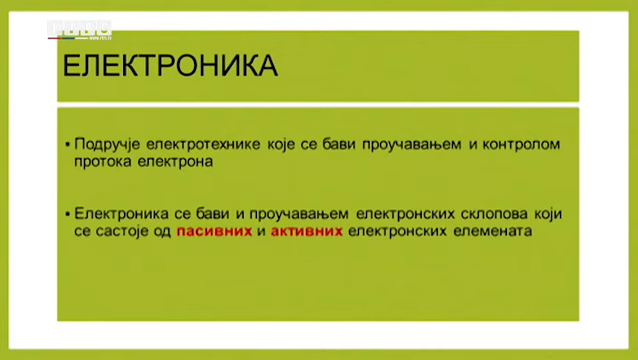 ЕЛЕКТРОНИКА
▪ Подручје електротехнике које се бави проучавањем и контролом
протока електрона
▪ Електроника се бави и проучавањем електронских склопова који
се састоје од пасивних и активних електронских елемената